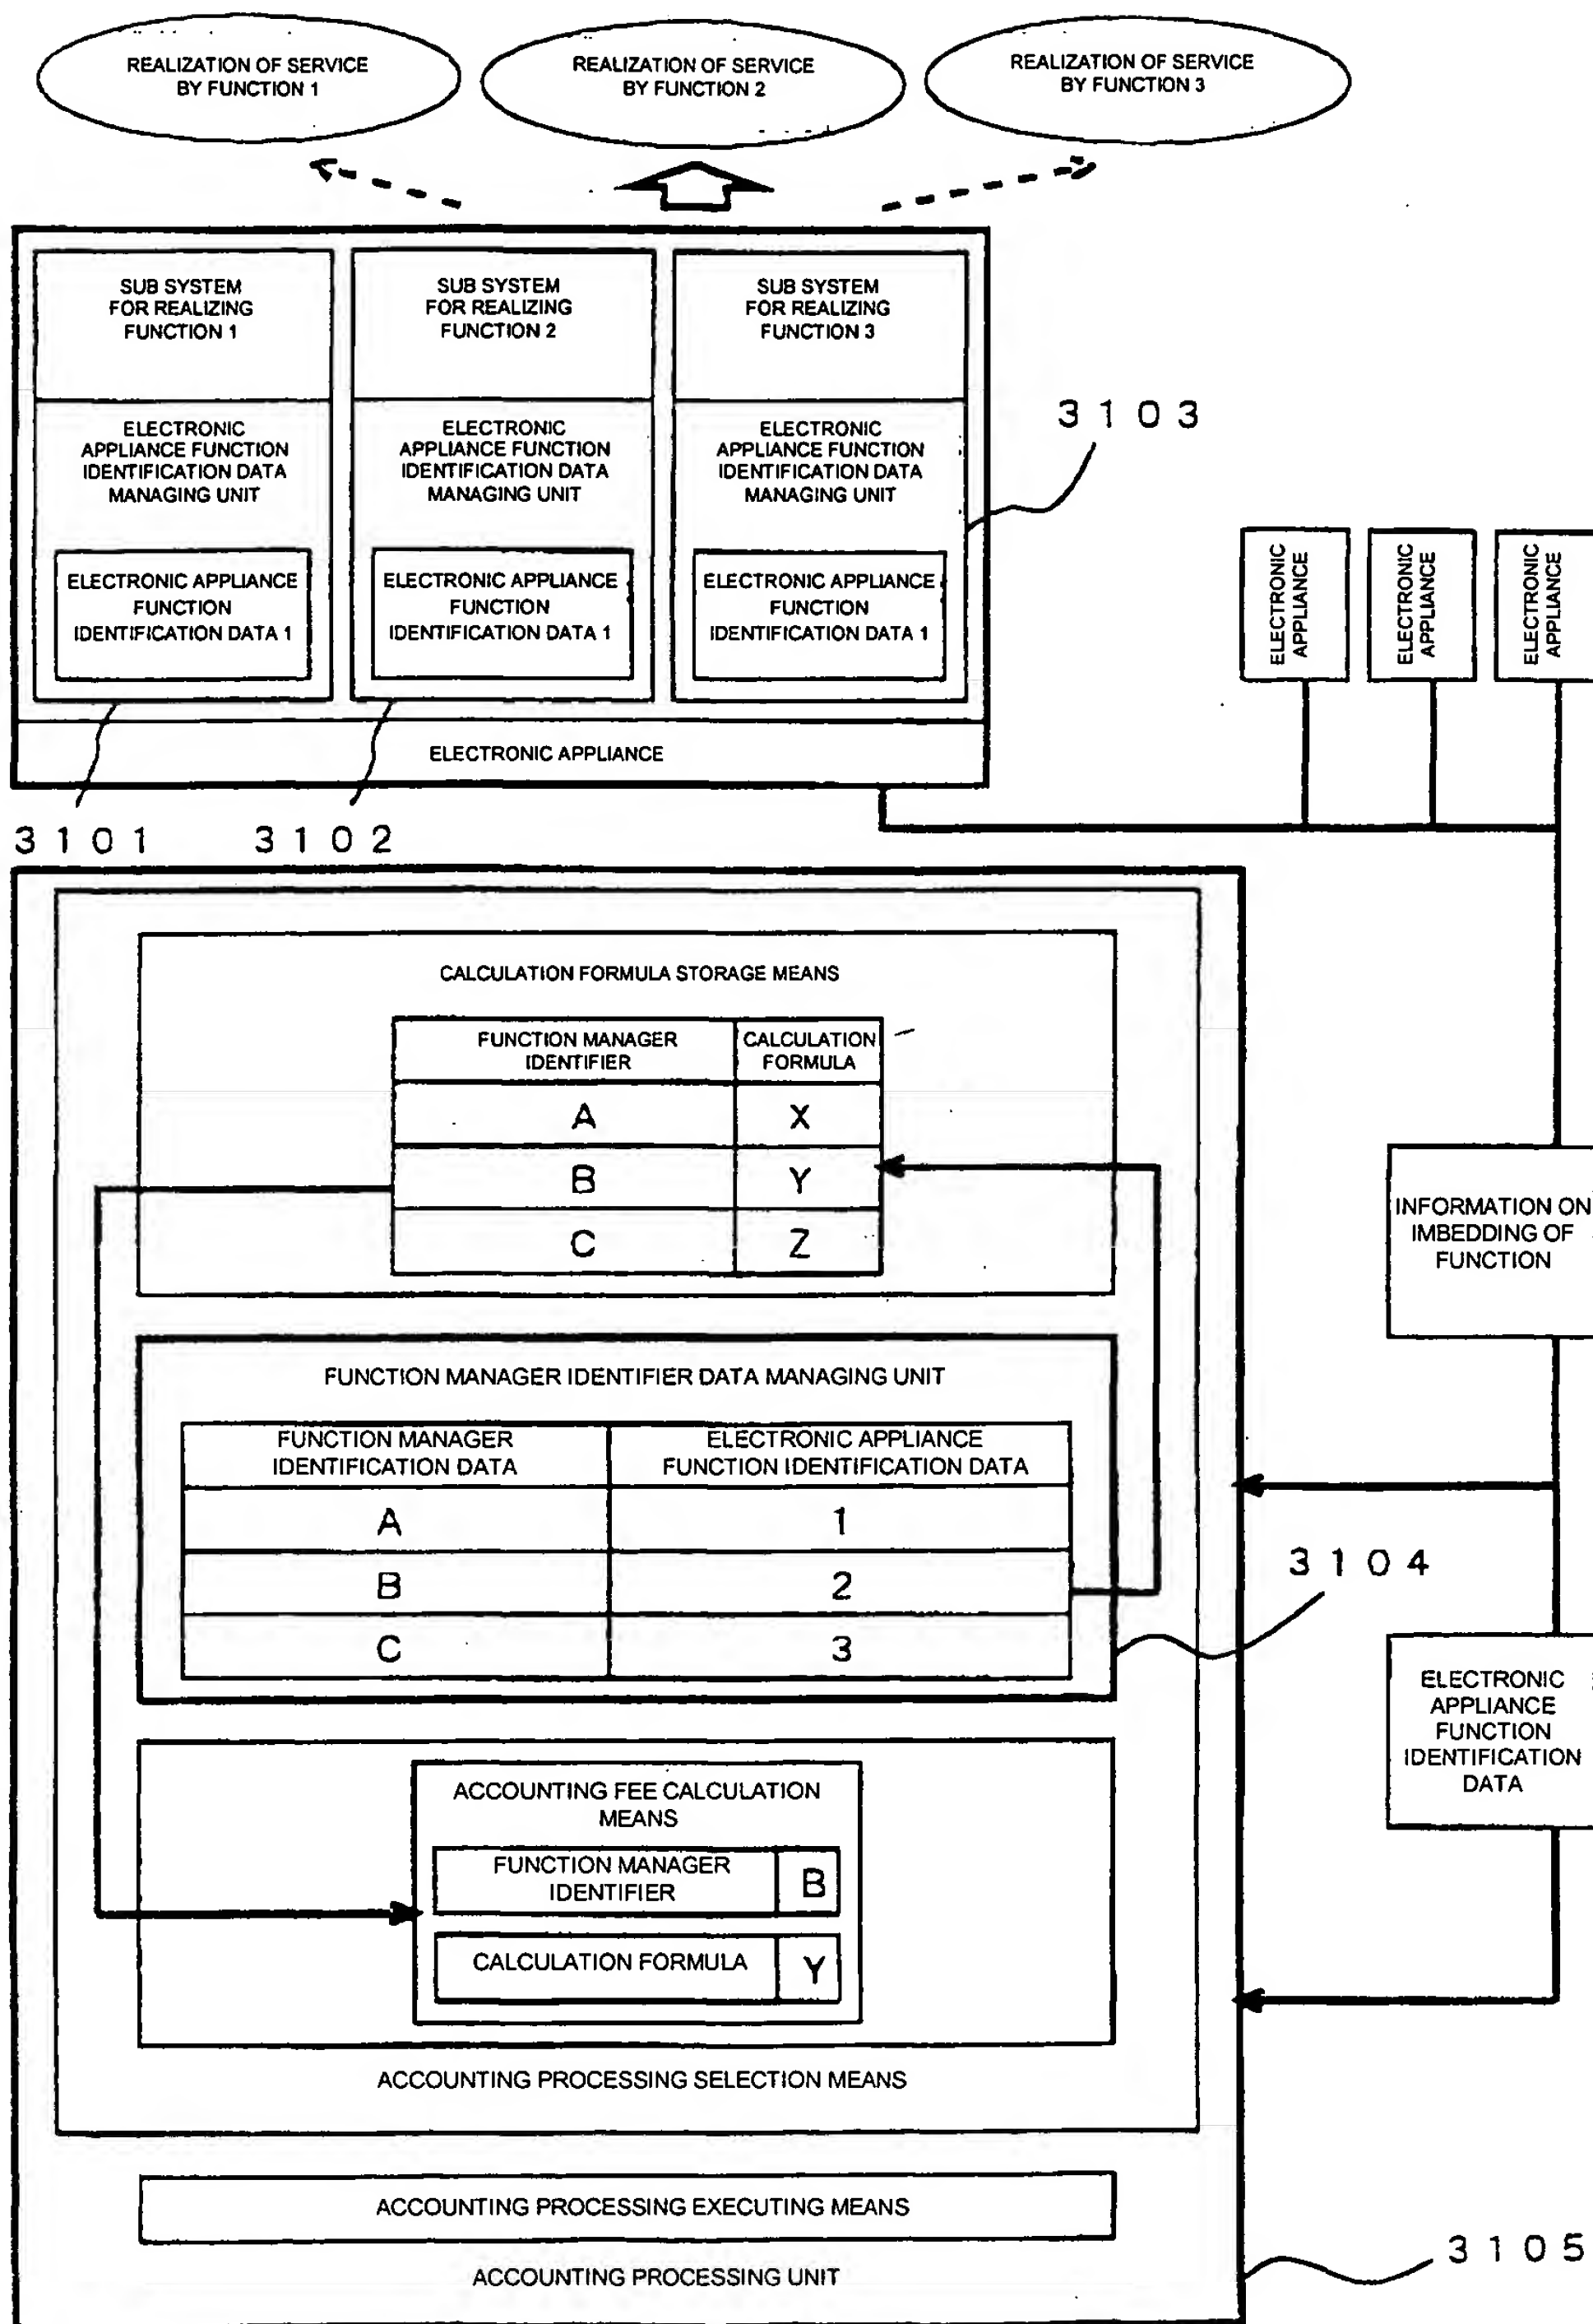 REALIZATION OF SERVICE
BY FUNCTION 1
REALIZATION OF SERVICE
BY FUNCTION 2
REALIZATION OF SERVICE
BY FUNCTION 3
SUB SYSTEM
FOR REALIZING
FUNCTION 1
SUB SYSTEM
FOR REALIZING
FUNCTION 2
SUB SYSTEM
FOR REALIZING
FUNCTION 3
ELECTRONIC
APPLIANCE FUNCTION
IDENTIFICATION DATA
MANAGING UNIT
ELECTRONIC
APPLIANCE FUNCTION
IDENTIFICATION DATA
MANAGING UNIT
ELECTRONIC
APPLIANCE FUNCTION
IDENTIFICATION DATA
MANAGING UNIT
3103
ELECTRONIC APPLIANCE
FUNCTION
IDENTIFICATION DATA 1
ELECTRONIC APPLIANCE
FUNCTION
IDENTIFICATION DATA 1
ELECTRONIC APPLIANCE
FUNCTION
IDENTIFICATION DATA 1
ELECTRONIC
APPLIANCE
ELECTRONIC
APPLIANCE
ELECTRONIC
APPLIANCE
ELECTRONIC APPLIANCE
3101
3102
CALCULATION FORMULA STORAGE MEANS
FUNCTION MANAGER
IDENTIFIER
CALCULATION
FORMULA
A
X
B
Y
C
Z
INFORMATION ON
IMBEDDING OF
FUNCTION
FUNCTION MANAGER IDENTIFIER DATA MANAGING UNIT
FUNCTION MANAGER
IDENTIFICATION DATA
ELECTRONIC APPLIANCE
FUNCTION IDENTIFICATION DATA
A
1
B
2
C
3
3104
ELECTRONIC
APPLIANCE
FUNCTION
IDENTIFICATION
DATA
ACCOUNTING FEE CALCULATION
MEANS
FUNCTION MANAGER
IDENTIFIER
B
CALCULATION FORMULA
Y
ACCOUNTING PROCESSING SELECTION MEANS
ACCOUNTING PROCESSING EXECUTING MEANS
ACCOUNTING PROCESSING UNIT
3105